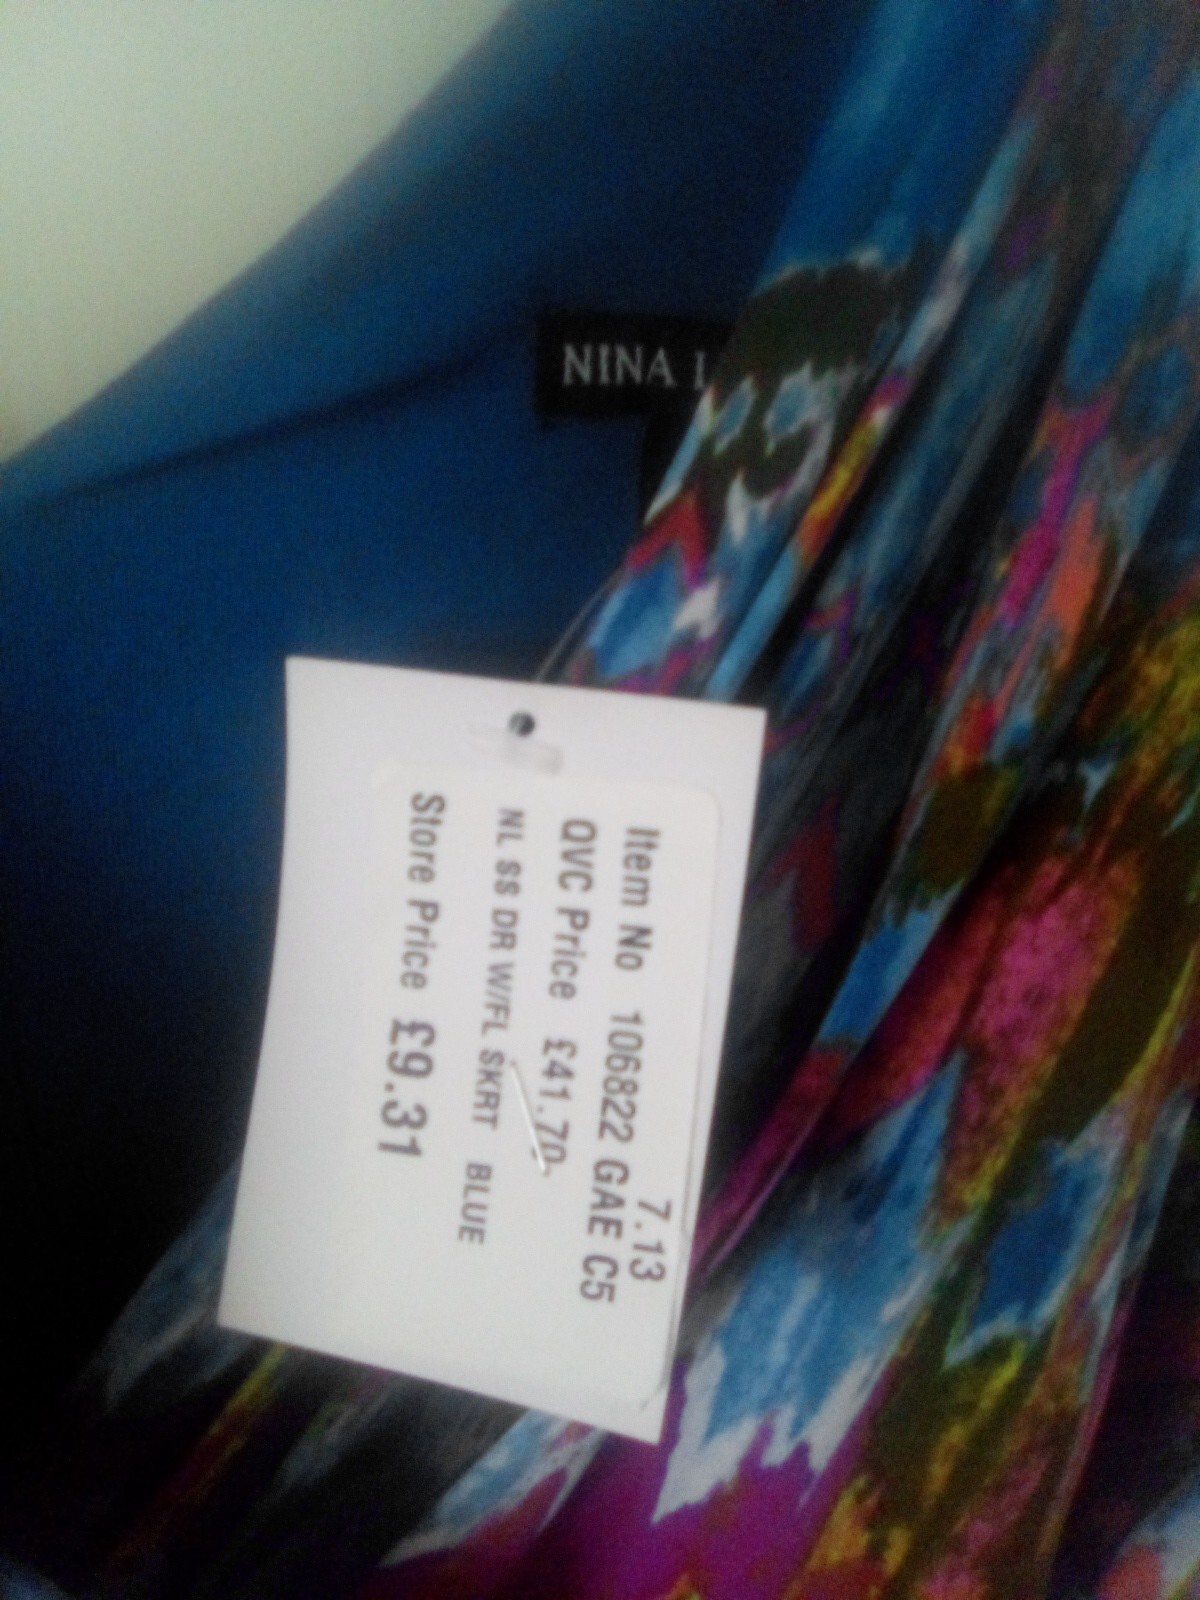 NINA
7.13
Item No 106822 GAE C5
QVC Price £41.70
NL SS DR W/FL SKRT BLUE
Store Price £9.31